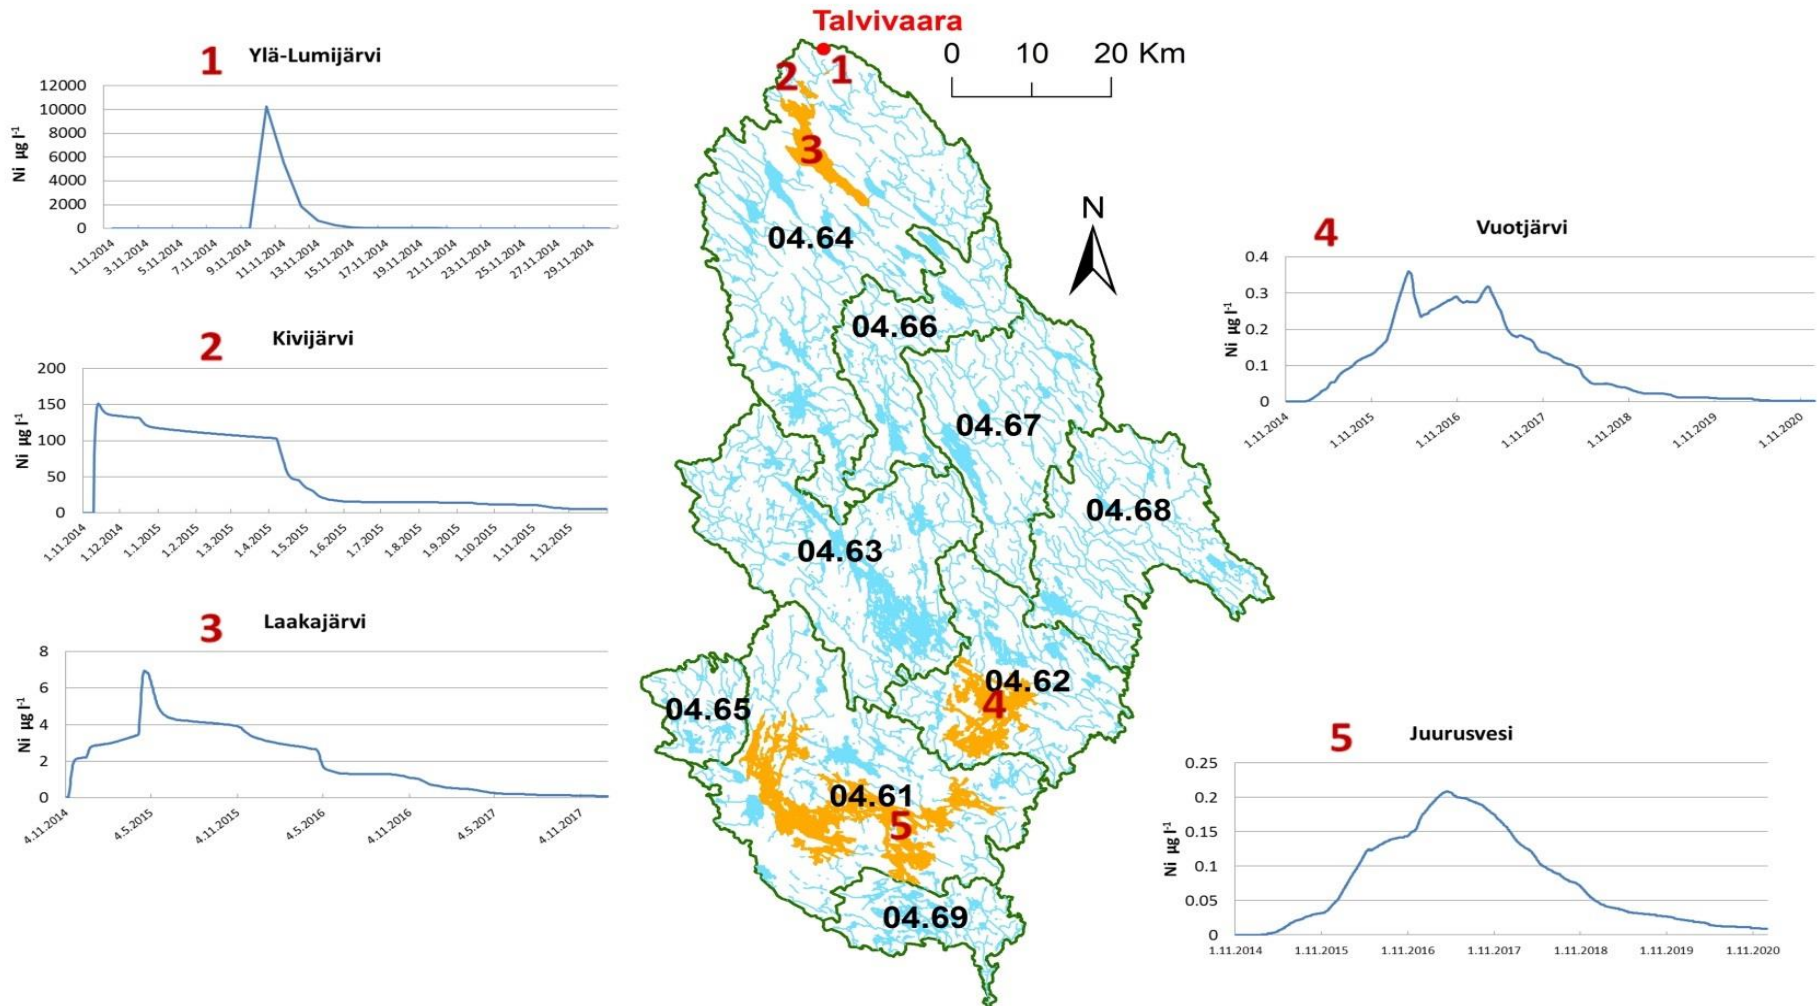 Talvivaara
0 10 20 Km
1
2
3
N
04.64
04.66
04.67
04.68
04.63
04.62
4
04.65
04.61
5
04.69
1 Ylä-Lumijärvi
Ni µg l-1
12000
10000
8000
6000
4000
2000
0
1.11.2014 3.11.2014 5.11.2014 7.11.2014 9.11.2014 11.11.2014 13.11.2014 15.11.2014 17.11.2014 19.11.2014 21.11.2014 23.11.2014 25.11.2014 27.11.2014 29.11.2014
2 Kivijärvi
Ni µg l-1
200
150
100
50
0
1.11.2014 1.12.2014 1.1.2015 1.2.2015 1.3.2015 1.4.2015 1.5.2015 1.6.2015 1.7.2015 1.8.2015 1.9.2015 1.10.2015 1.11.2015 1.12.2015
3 Laakajärvi
Ni µg l-1
8
6
4
2
0
4.11.2014 4.5.2015 4.11.2015 4.5.2016 4.11.2016 4.5.2017 4.11.2017
4 Vuotjärvi
Ni µg l-1
0.4
0.3
0.2
0.1
0
1.11.2014 1.11.2015 1.11.2016 1.11.2017 1.11.2018 1.11.2019 1.11.2020
5 Juurusvesi
Ni µg l-1
0.25
0.2
0.15
0.1
0.05
0
1.11.2014 1.11.2015 1.11.2016 1.11.2017 1.11.2018 1.11.2019 1.11.2020